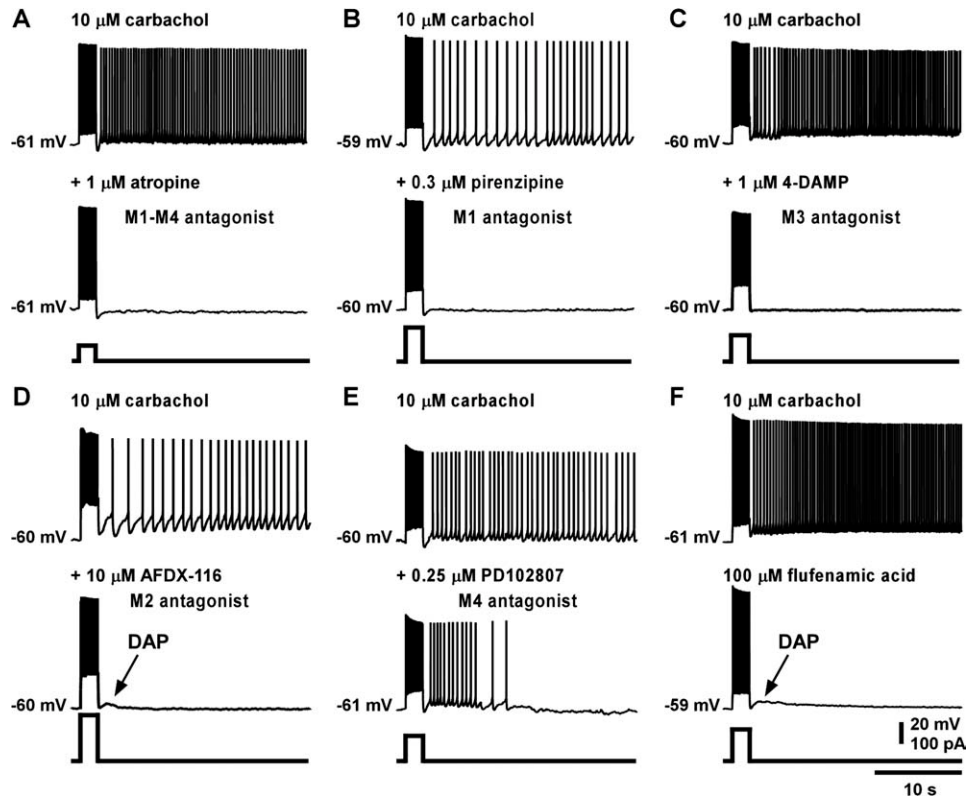 A
10 μM carbachol
-61 mV
+ 1 μM atropine
M1-M4 antagonist
-61 mV
B
10 μM carbachol
-59 mV
+ 0.3 μM pirenzipine
M1 antagonist
-60 mV
C
10 μM carbachol
-60 mV
+ 1 μM 4-DAMP
M3 antagonist
-60 mV
D
10 μM carbachol
-60 mV
+ 10 μM AFDX-116
M2 antagonist
DAP
-60 mV
E
10 μM carbachol
-60 mV
+ 0.25 μM PD102807
M4 antagonist
-61 mV
F
10 μM carbachol
-61 mV
100 μM flufenamic acid
DAP
-59 mV
20 mV
100 pA
10 s